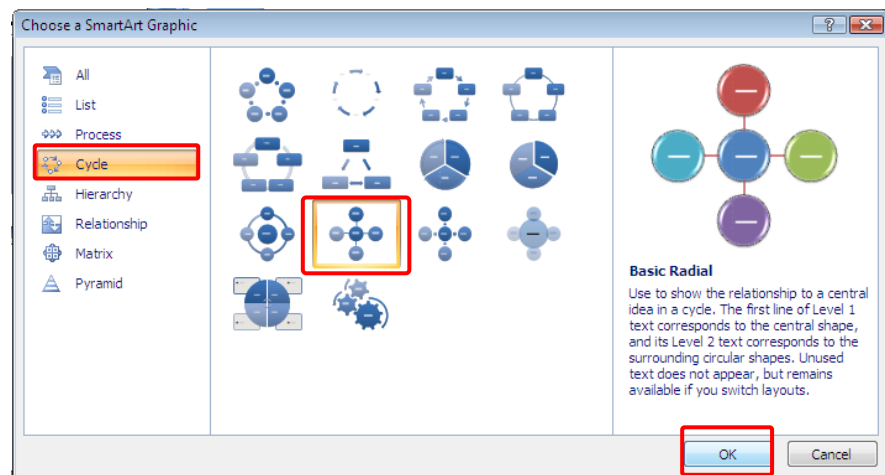 Choose a SmartArt Graphic
All
List
Process
Cycle
Hierarchy
Relationship
Matrix
Pyramid
Basic Radial
Use to show the relationship to a central
idea in a cycle. The first line of Level 1
text corresponds to the central shape,
and its Level 2 text corresponds to the
surrounding circular shapes. Unused
text does not appear, but remains
available if you switch layouts.
OK
Cancel